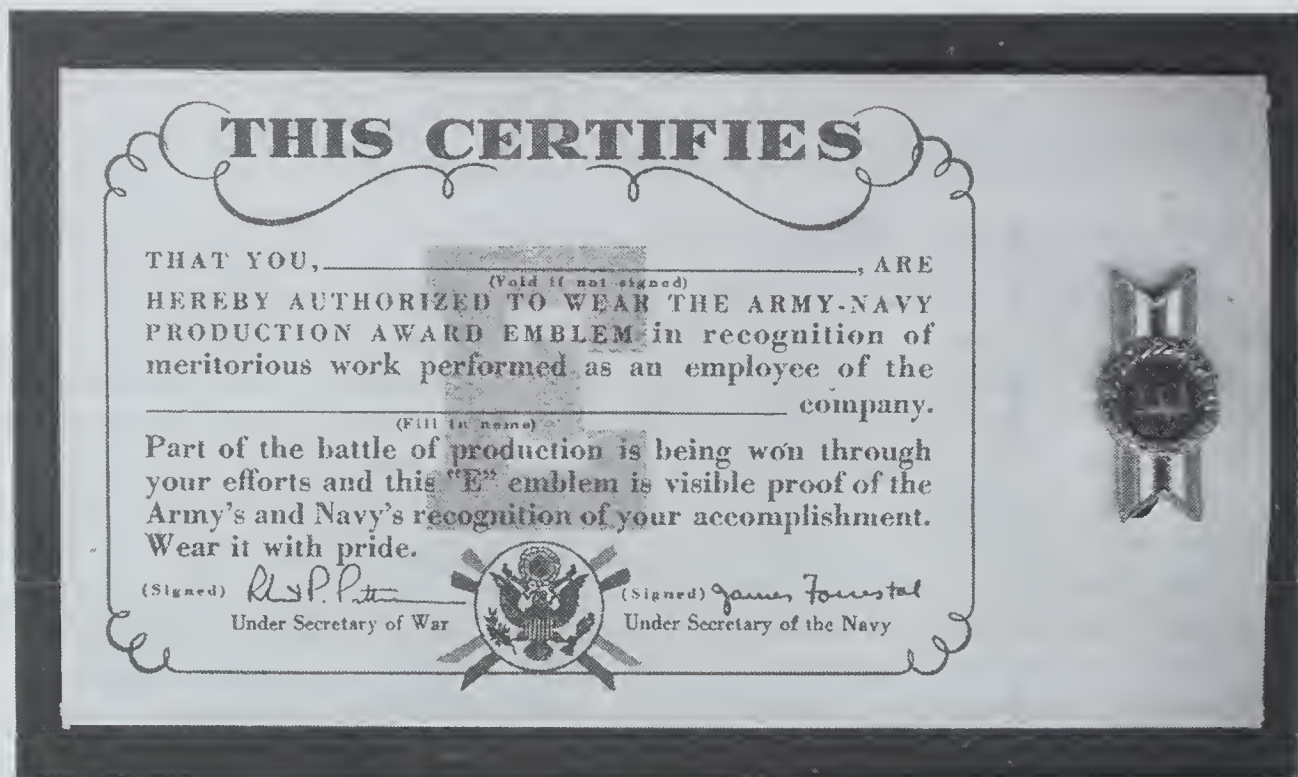 THIS CERTIFIES
THAT YOU, , ARE
(Void if not signed)
HEREBY AUTHORIZED TO WEAR THE ARMY-NAVY
PRODUCTION AWARD EMBLEM in recognition of
meritorious work performed as an employee of the
company.
(Fill in name)
Part of the battle of production is being won through
your efforts and this "E" emblem is visible proof of the
Army's and Navy's recognition of your accomplishment.
Wear it with pride.
(Signed) Robt P. Patterson (Signed) James Forrestal
Under Secretary of War Under Secretary of the Navy